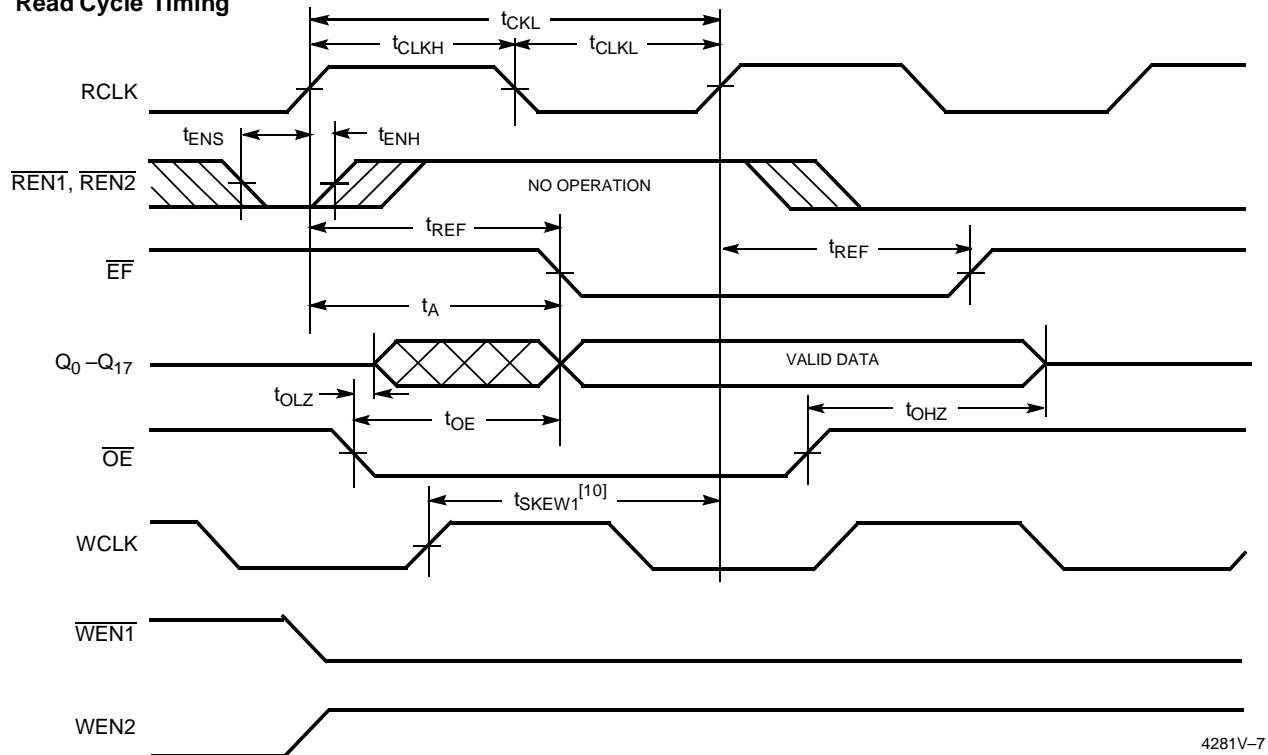 Read Cycle Timing
tCKL
tCLKH
tCLKL
RCLK
tENS
tENH
REN1, REN2
NO OPERATION
tREF
tREF
EF
tA
Q0 –Q17
VALID DATA
tOLZ
tOE
tOHZ
OE
tSKEW1[10]
WCLK
WEN1
WEN2
4281V–7